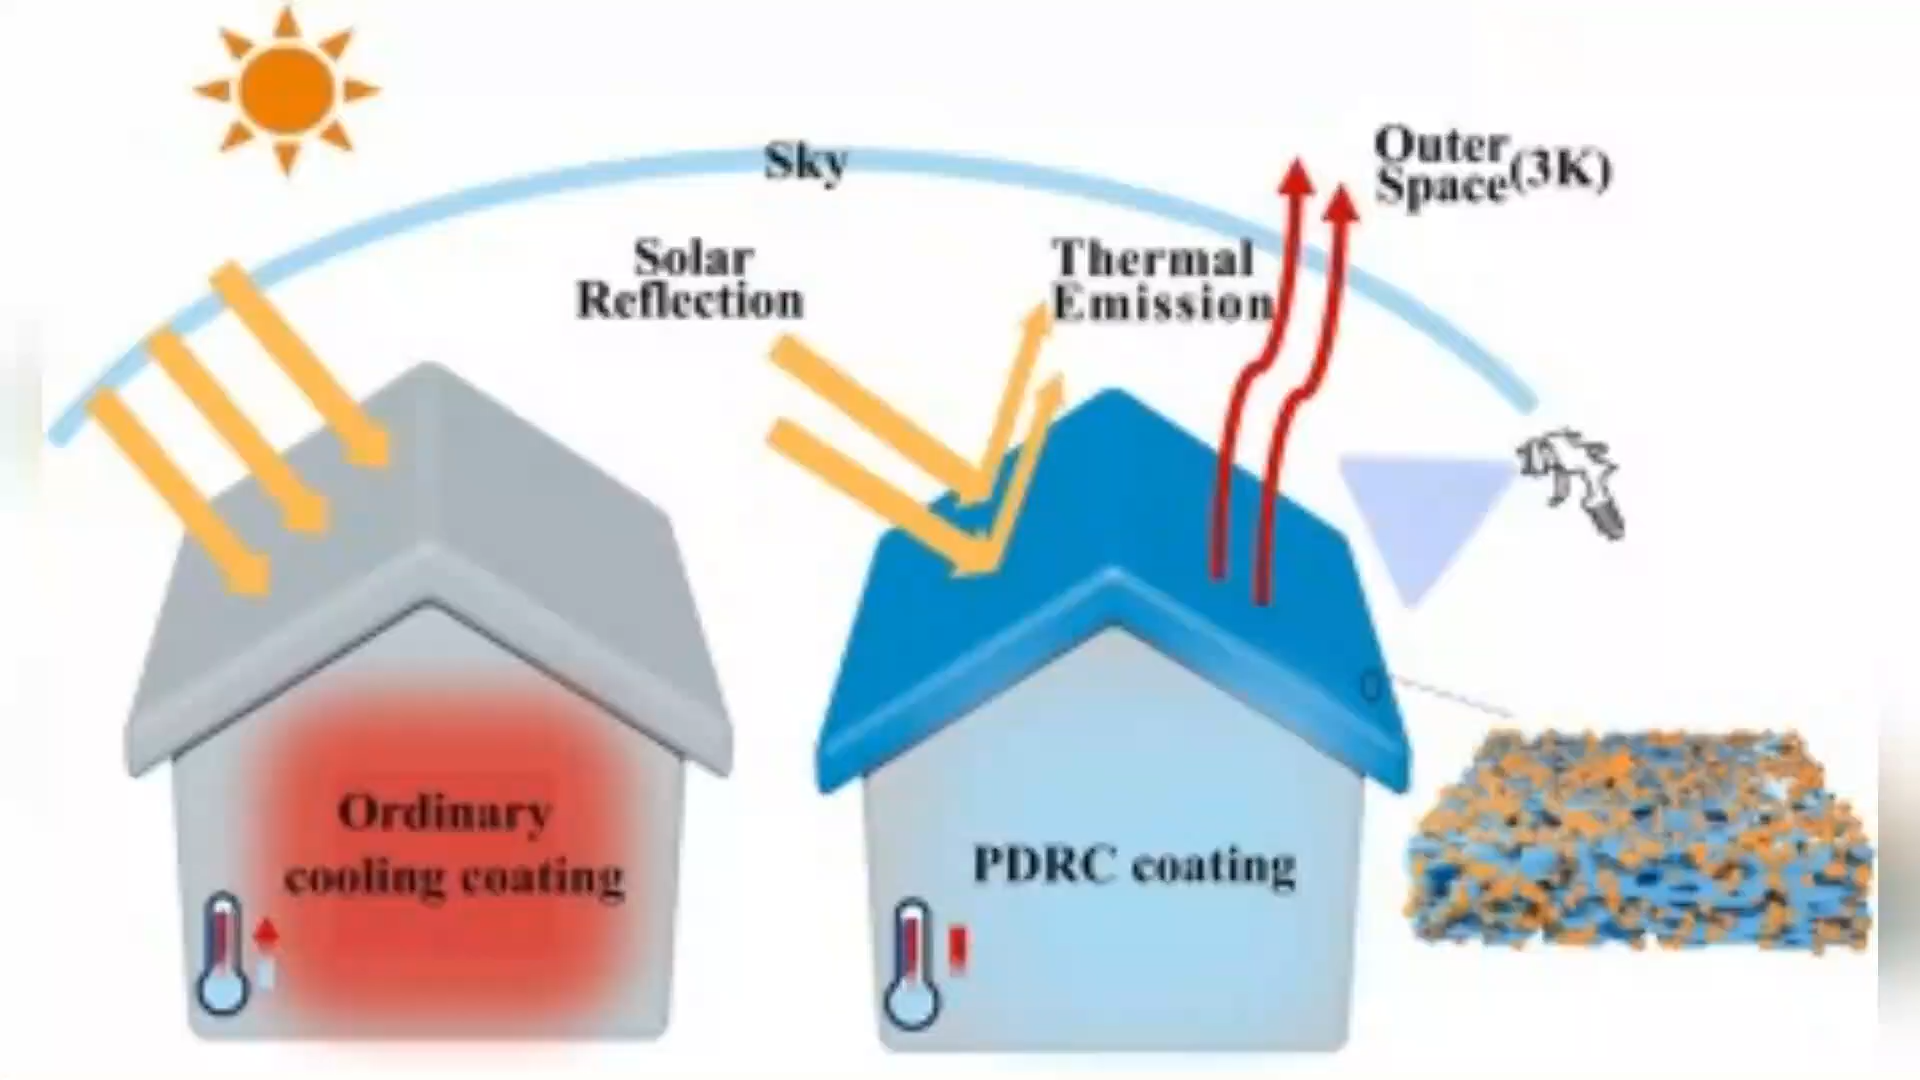 Sky
Outer
Space(3K)
Solar
Reflection
Thermal
Emission
Ordinary
cooling coating
PDRC coating